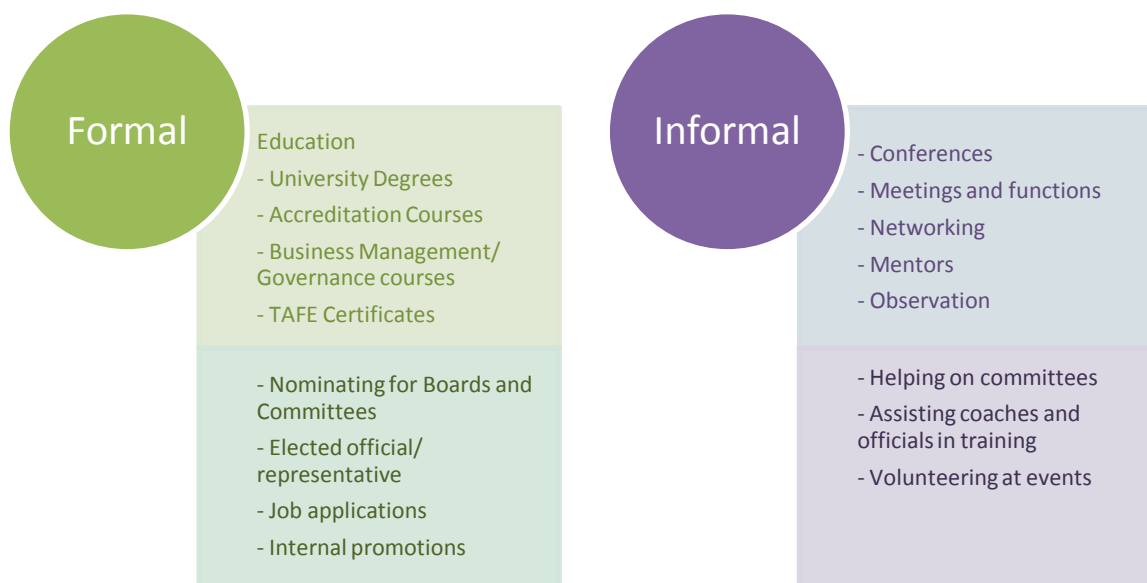 Formal
Education
- University Degrees
- Accreditation Courses
- Business Management/
Governance courses
- TAFE Certificates
- Nominating for Boards and
Committees
- Elected official/
representative
- Job applications
- Internal promotions
Informal
- Conferences
- Meetings and functions
- Networking
- Mentors
- Observation
- Helping on committees
- Assisting coaches and
officials in training
- Volunteering at events